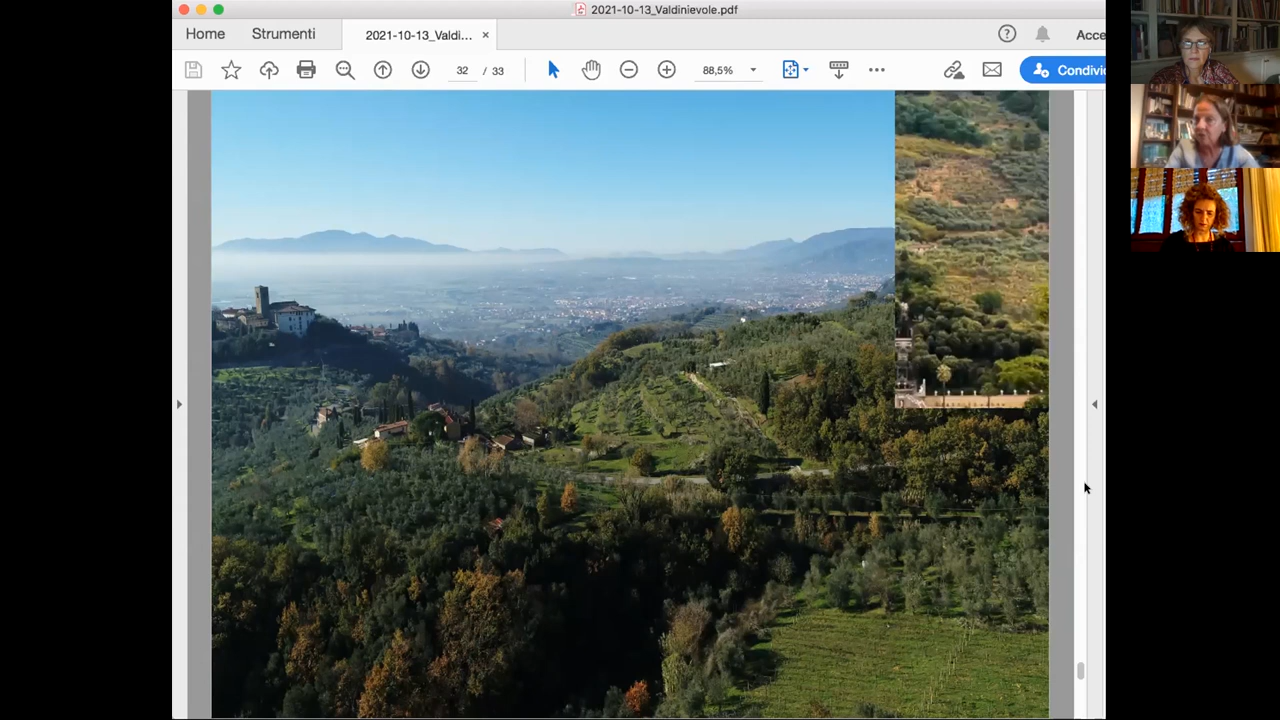 2021-10-13_Valdinievole.pdf
Home
Strumenti
2021-10-13_Valdi...
Acce
32 / 33
88,5%
Condivi